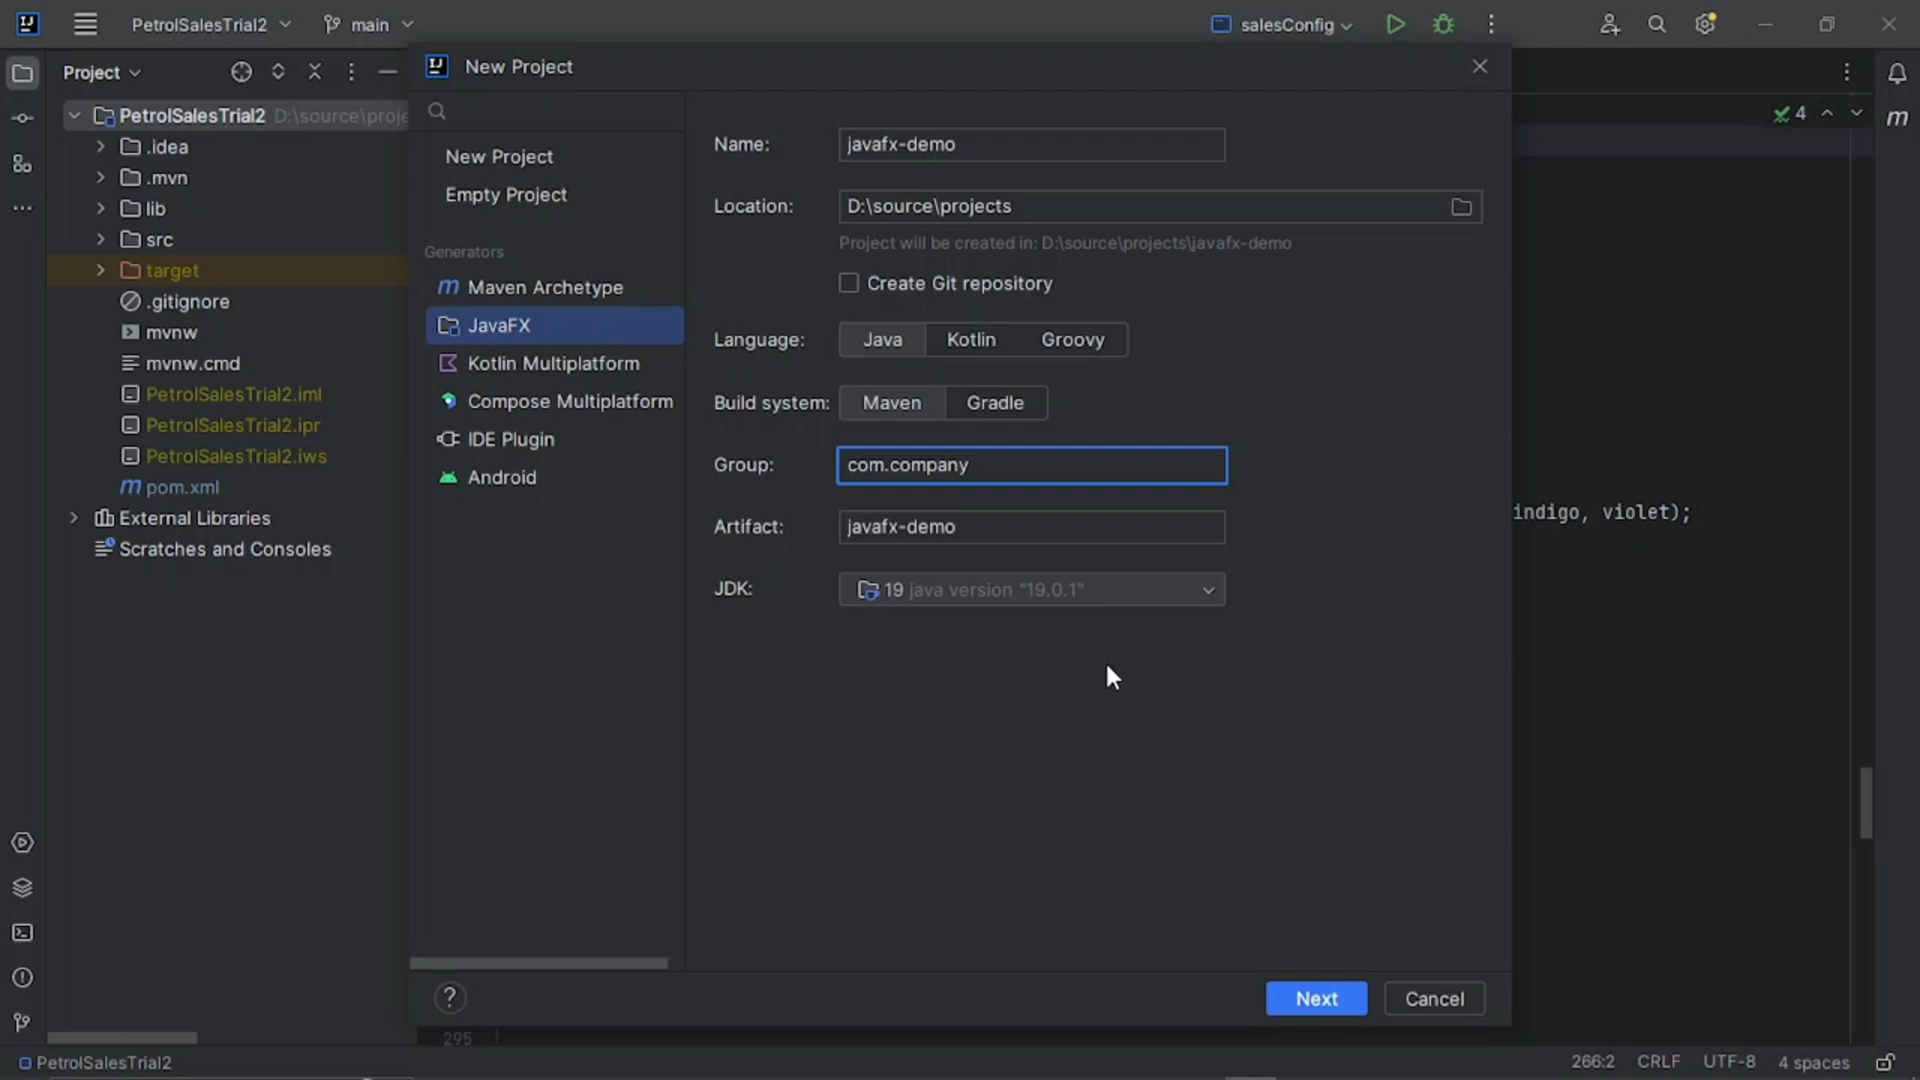 PetrolSalesTrial2
main
salesConfig
Project
New Project
4
PetrolSalesTrial2 D:\source\proje
.idea
.mvn
lib
src
target
.gitignore
mvnw
mvnw.cmd
PetrolSalesTrial2.iml
PetrolSalesTrial2.ipr
PetrolSalesTrial2.iws
pom.xml
External Libraries
Scratches and Consoles
New Project
Empty Project
Generators
Maven Archetype
JavaFX
Kotlin Multiplatform
Compose Multiplatform
IDE Plugin
Android
Name: javafx-demo
Location: D:\source\projects
Project will be created in: D:\source\projects\javafx-demo
Create Git repository
Language: Java Kotlin Groovy
Build system: Maven Gradle
Group: com.company
Artifact: javafx-demo
JDK: 19 java version "19.0.1"
indigo, violet);
? Next Cancel
295
PetrolSalesTrial2
266:2 CRLF UTF-8 4 spaces